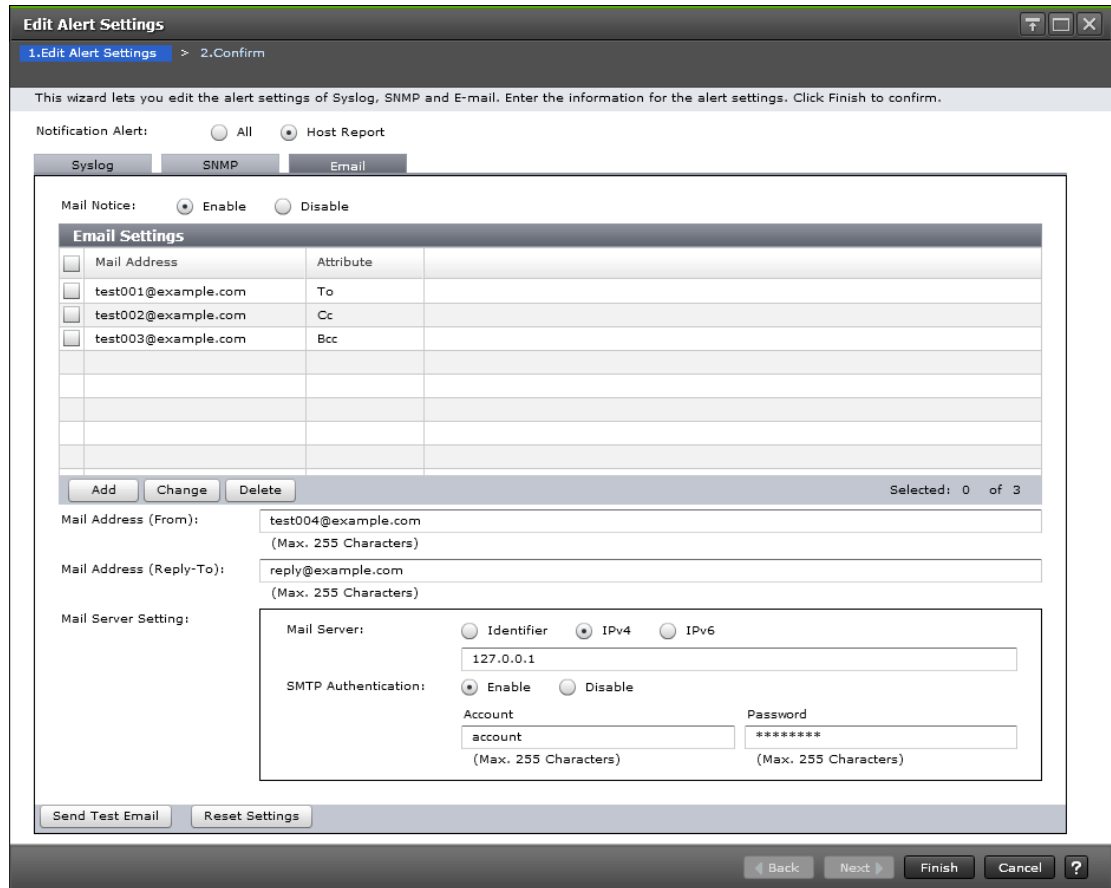 Edit Alert Settings
1.Edit Alert Settings > 2.Confirm
This wizard lets you edit the alert settings of Syslog, SNMP and E-mail. Enter the information for the alert settings. Click Finish to confirm.
Notification Alert: All Host Report
Syslog SNMP Email
Mail Notice: Enable Disable
Email Settings
Mail Address Attribute
test001@example.com To
test002@example.com Cc
test003@example.com Bcc
Add Change Delete Selected: 0 of 3
Mail Address (From): test004@example.com
(Max. 255 Characters)
Mail Address (Reply-To): reply@example.com
(Max. 255 Characters)
Mail Server Setting:
Mail Server: Identifier IPv4 IPv6
127.0.0.1
SMTP Authentication: Enable Disable
Account Password
account ********
(Max. 255 Characters) (Max. 255 Characters)
Send Test Email Reset Settings
Back Next Finish Cancel ?